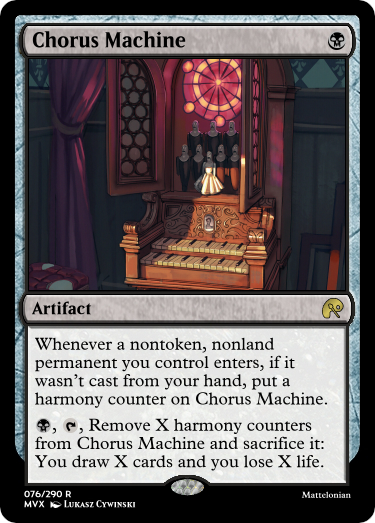 Chorus Machine
Artifact
Whenever a nontoken, nonland
permanent you control enters, if it
wasn't cast from your hand, put a
harmony counter on Chorus Machine.
, , Remove X harmony counters
from Chorus Machine and sacrifice it:
You draw X cards and you lose X life.
076/290 R
MVX Lukasz Cywinski
Mattelonian